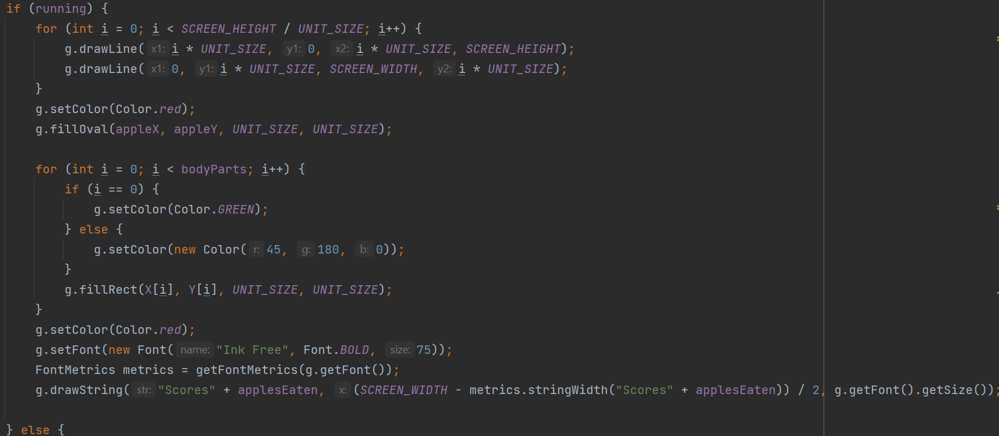 if (running) {
for (int i = 0; i < SCREEN_HEIGHT / UNIT_SIZE; i++) {
g.drawLine( x1: i * UNIT_SIZE, y1: 0, x2: i * UNIT_SIZE, SCREEN_HEIGHT);
g.drawLine( x1: 0, y1: i * UNIT_SIZE, SCREEN_WIDTH, y2: i * UNIT_SIZE);
}
g.setColor(Color.red);
g.fillOval(appleX, appleY, UNIT_SIZE, UNIT_SIZE);
for (int i = 0; i < bodyParts; i++) {
if (i == 0) {
g.setColor(Color.GREEN);
} else {
g.setColor(new Color( r: 45, g: 180, b: 0));
}
g.fillRect(X[i], Y[i], UNIT_SIZE, UNIT_SIZE);
}
g.setColor(Color.red);
g.setFont(new Font( name: "Ink Free", Font.BOLD, size: 75));
FontMetrics metrics = getFontMetrics(g.getFont());
g.drawString( str: "Scores" + applesEaten, x: (SCREEN_WIDTH - metrics.stringWidth("Scores" + applesEaten)) / 2, g.getFont().getSize());
} else {